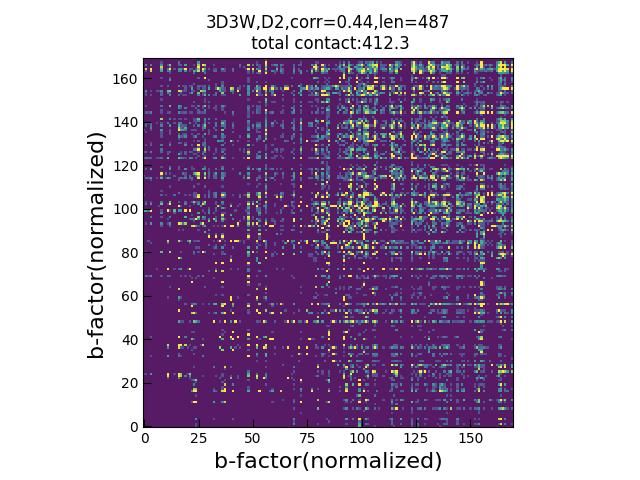 3D3W,D2,corr=0.44,len=487
total contact:412.3
160
140
120
100
80
60
40
20
0
b-factor(normalized)
0 25 50 75 100 125 150
b-factor(normalized)